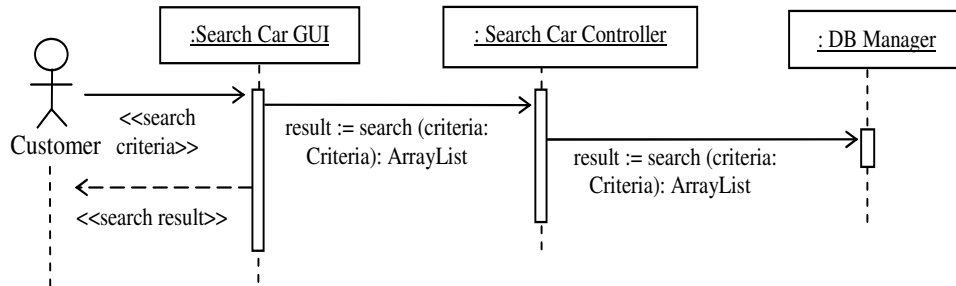 :Search Car GUI
: Search Car Controller
: DB Manager
<<search
criteria>>
Customer
result := search (criteria:
Criteria): ArrayList
result := search (criteria:
Criteria): ArrayList
<<search result>>